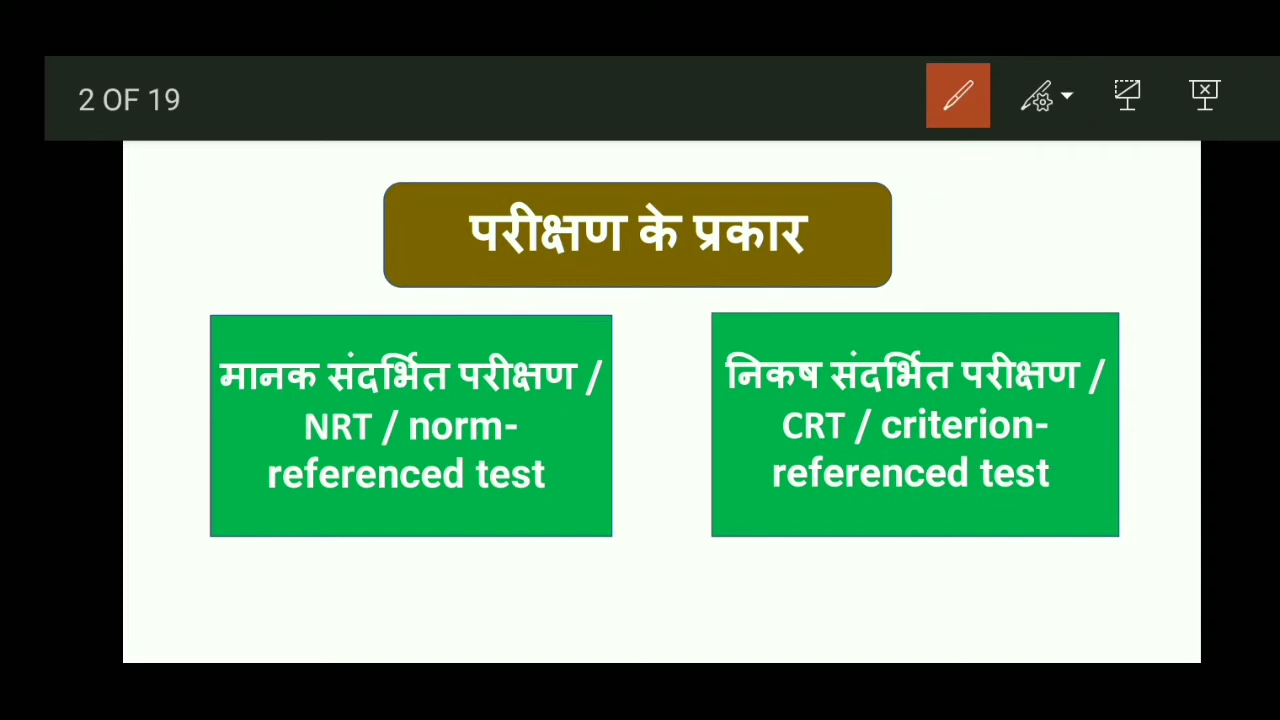 2 OF 19
परीक्षण के प्रकार
मानक संदर्भित परीक्षण /
NRT / norm-
referenced test
निकष संदर्भित परीक्षण /
CRT / criterion-
referenced test